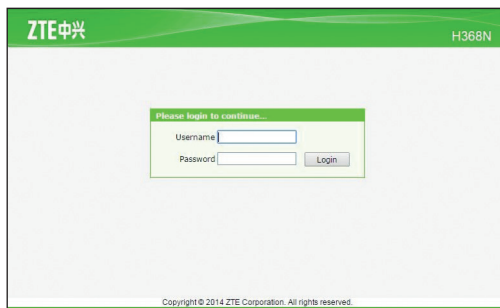 ZTE中兴
H368N
Please login to continue...
Username
Password
Login
Copyright © 2014 ZTE Corporation. All rights reserved.